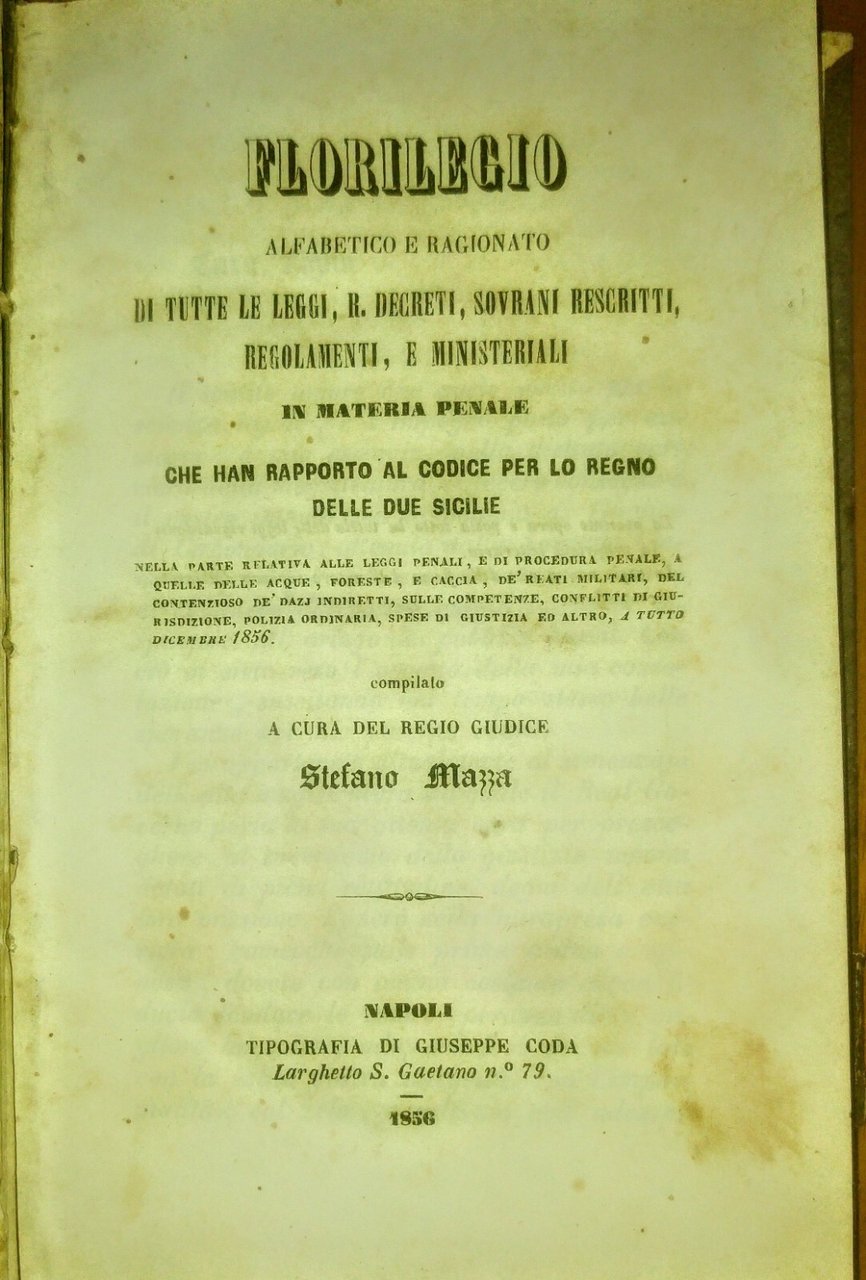 FLORILEGIO
ALFABETICO E RAGIONATO
DI TUTTE LE LEGGI, R. DECRETI, SOVRANI RESCRITTI,
REGOLAMENTI, E MINISTERIALI
IN MATERIA PENALE
CHE HAN RAPPORTO AL CODICE PER LO REGNO
DELLE DUE SICILIE
NELLA PARTE RELATIVA ALLE LEGGI PENALI, E DI PROCEDURA PENALE, A
QUELLE DELLE ACQUE, FORESTE, E CACCIA, DE' REATI MILITARI, DEL
CONTENZIOSO DE' DAZJ INDIRETTI, SULLE COMPETENZE, CONFLITTI DI GIU-
RISDIZIONE, POLIZIA ORDINARIA, SPESE DI GIUSTIZIA ED ALTRO, A TUTTO
DICEMBRE 1856.
compilato
A CURA DEL REGIO GIUDICE
Stefano Mazza
NAPOLI
TIPOGRAFIA DI GIUSEPPE CODA
Larghetto S. Gaetano n.º 79.
1856